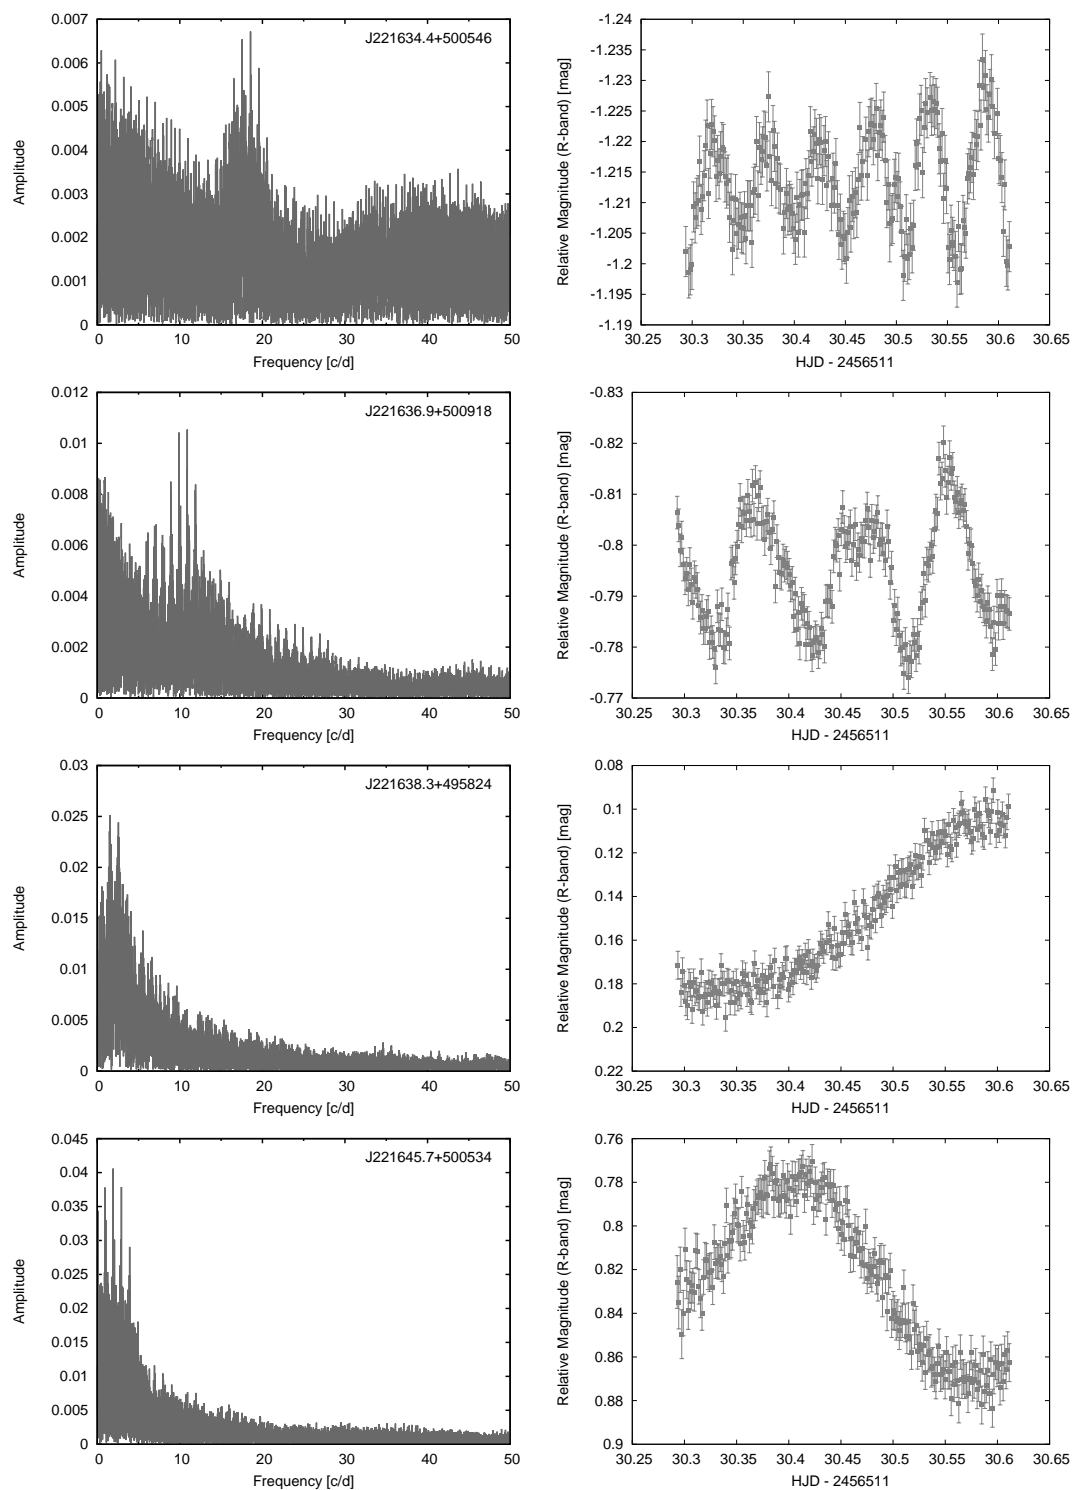 0.007
0.006
0.005
0.004
0.003
0.002
0.001
0
Amplitude
J221634.4+500546
0 10 20 30 40 50
Frequency [c/d]
-1.24
-1.235
-1.23
-1.225
-1.22
-1.215
-1.21
-1.205
-1.2
-1.195
-1.19
Relative Magnitude (R-band) [mag]
30.25 30.3 30.35 30.4 30.45 30.5 30.55 30.6 30.65
HJD - 2456511
0.012
0.01
0.008
0.006
0.004
0.002
0
Amplitude
J221636.9+500918
0 10 20 30 40 50
Frequency [c/d]
-0.83
-0.82
-0.81
-0.8
-0.79
-0.78
-0.77
Relative Magnitude (R-band) [mag]
30.25 30.3 30.35 30.4 30.45 30.5 30.55 30.6 30.65
HJD - 2456511
0.03
0.025
0.02
0.015
0.01
0.005
0
Amplitude
J221638.3+495824
0 10 20 30 40 50
Frequency [c/d]
0.08
0.1
0.12
0.14
0.16
0.18
0.2
0.22
Relative Magnitude (R-band) [mag]
30.25 30.3 30.35 30.4 30.45 30.5 30.55 30.6 30.65
HJD - 2456511
0.045
0.04
0.035
0.03
0.025
0.02
0.015
0.01
0.005
0
Amplitude
J221645.7+500534
0 10 20 30 40 50
Frequency [c/d]
0.76
0.78
0.8
0.82
0.84
0.86
0.88
0.9
Relative Magnitude (R-band) [mag]
30.25 30.3 30.35 30.4 30.45 30.5 30.55 30.6 30.65
HJD - 2456511